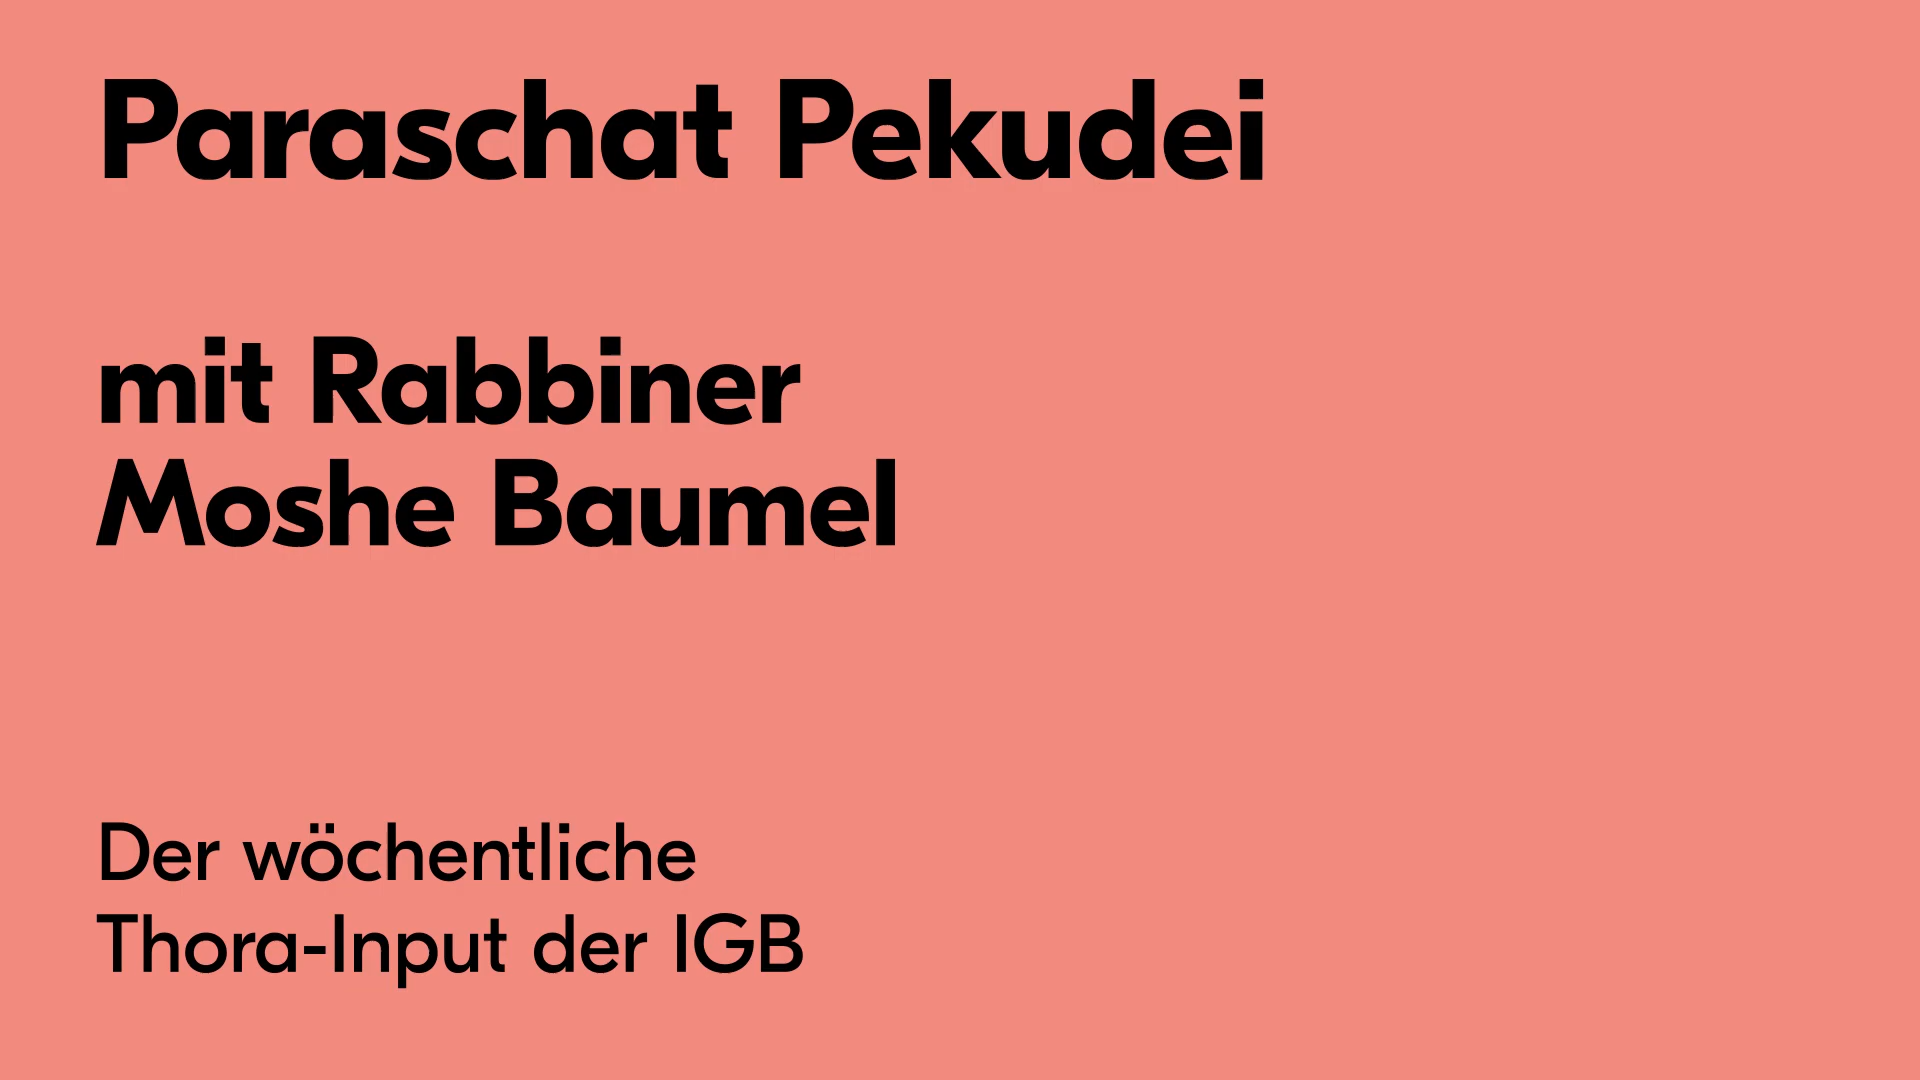 Paraschat Pekudei
mit Rabbiner
Moshe Baumel
Der wöchentliche
Thora-Input der IGB